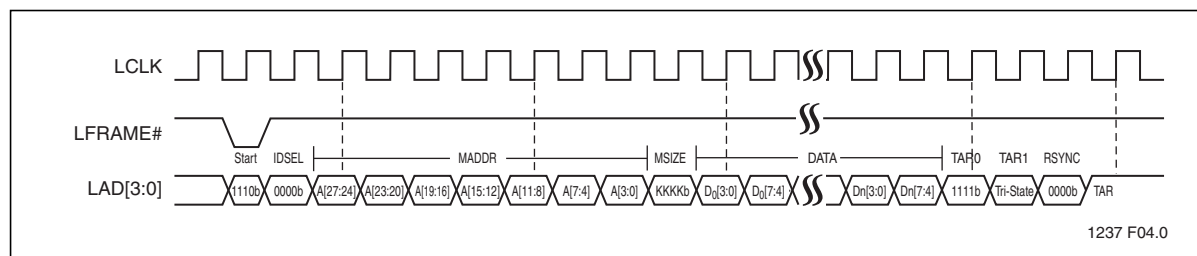 LCLK
LFRAME#
Start IDSEL MADDR MSIZE DATA TAR0 TAR1 RSYNC
LAD[3:0] 1110b 0000b A[27:24] A[23:20] A[19:16] A[15:12] A[11:8] A[7:4] A[3:0] KKKKb D0[3:0] D0[7:4] Dn[3:0] Dn[7:4] 1111b Tri-State 0000b TAR
1237 F04.0